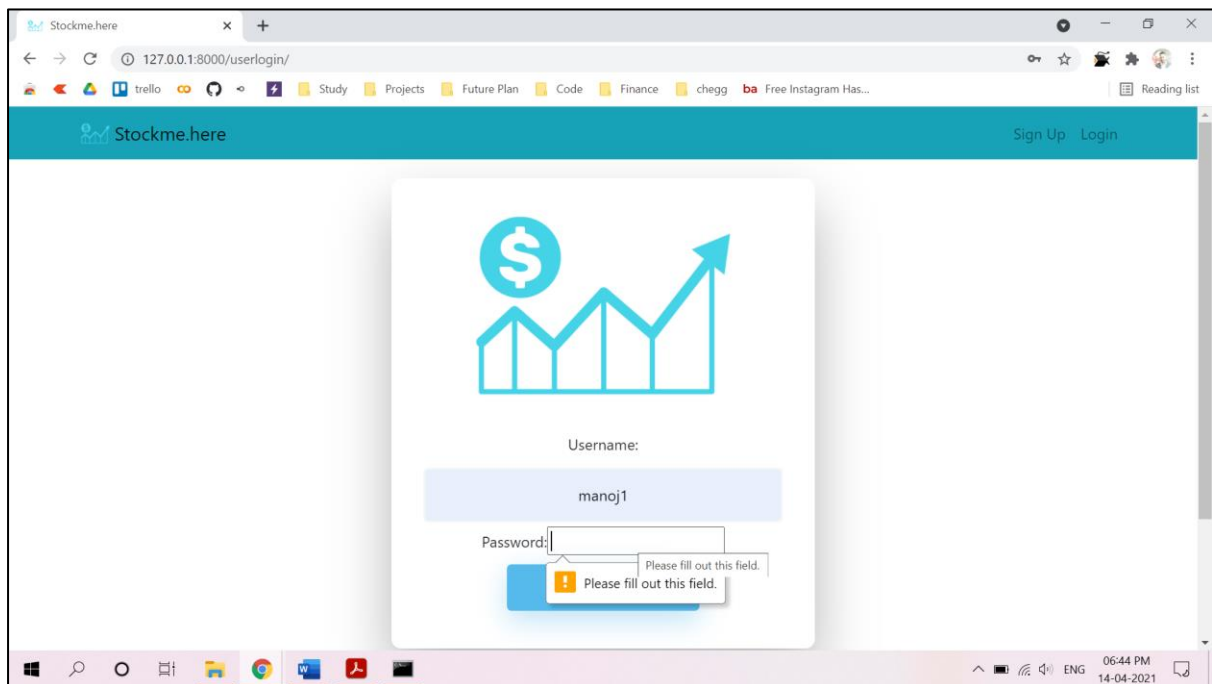 Stockme.here
127.0.0.1:8000/userlogin/
trello Study Projects Future Plan Code Finance chegg ba Free Instagram Has... Reading list
Stockme.here Sign Up Login
$
Username:
manoj1
Password:
Please fill out this field.
! Please fill out this field.
ENG 06:44 PM
14-04-2021